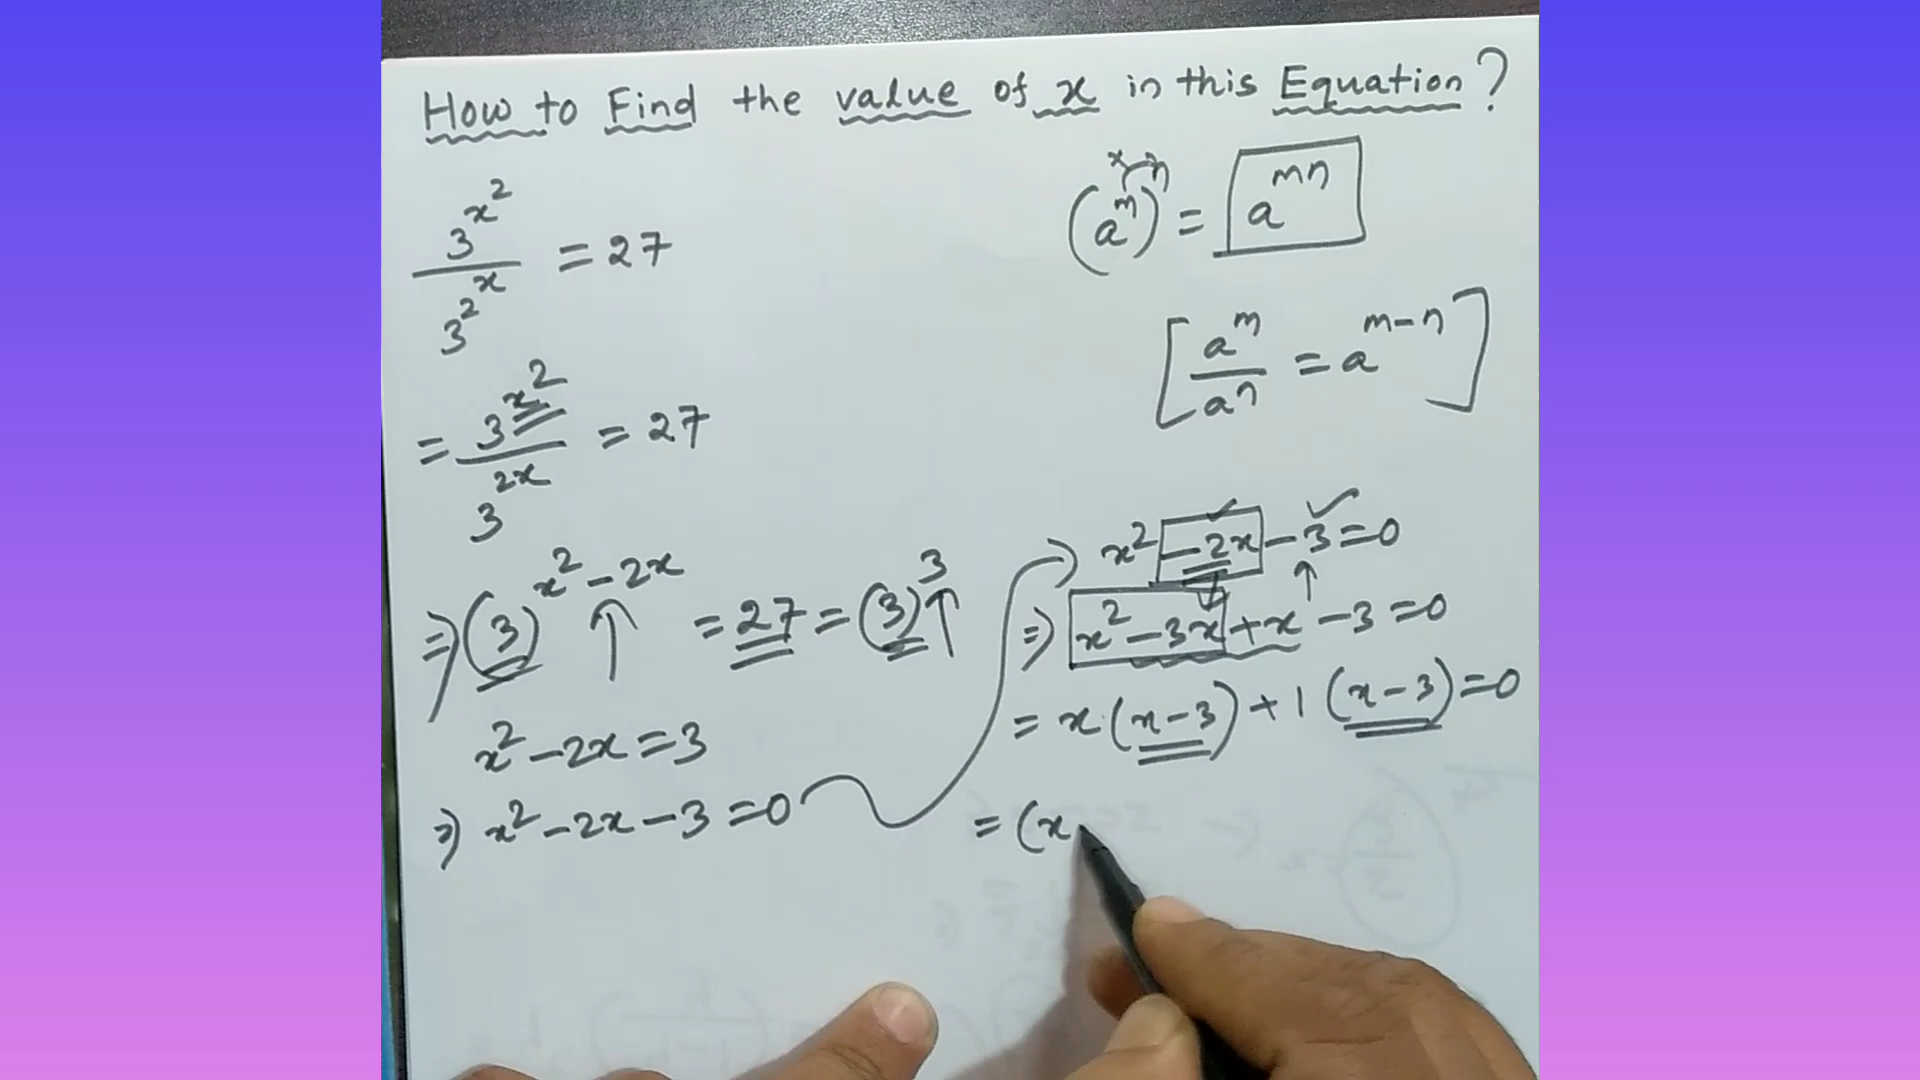 How to Find the value of x in this Equation?
3^x^2 / 3^2^x = 27
= 3^x^2 / 3^2x = 27
⇒ (3)^x^2-2x = 27 = (3)^3
x^2 - 2x = 3
⇒ x^2 - 2x - 3 = 0
(a^m)^n = a^mn
[a^m / a^n = a^m-n]
x^2 - 2x - 3 = 0
⇒ x^2 - 3x + x - 3 = 0
= x·(x-3) + 1(x-3) = 0
= (x